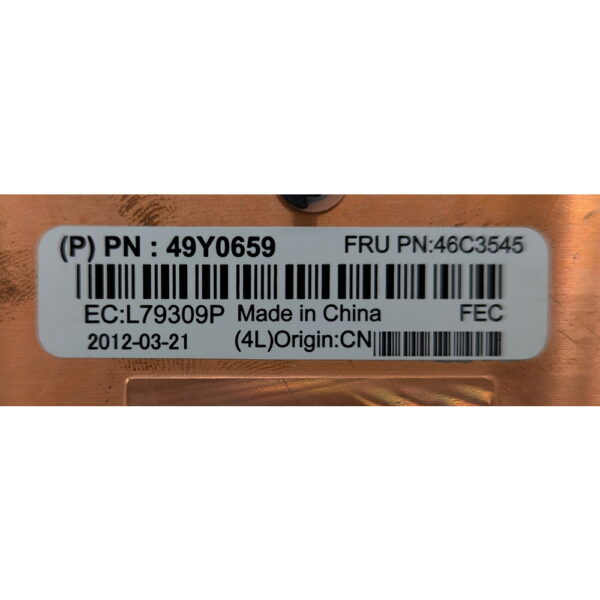 (P) PN : 49Y0659 FRU PN:46C3545
EC:L79309P Made in China FEC
2012-03-21 (4L)Origin:CN